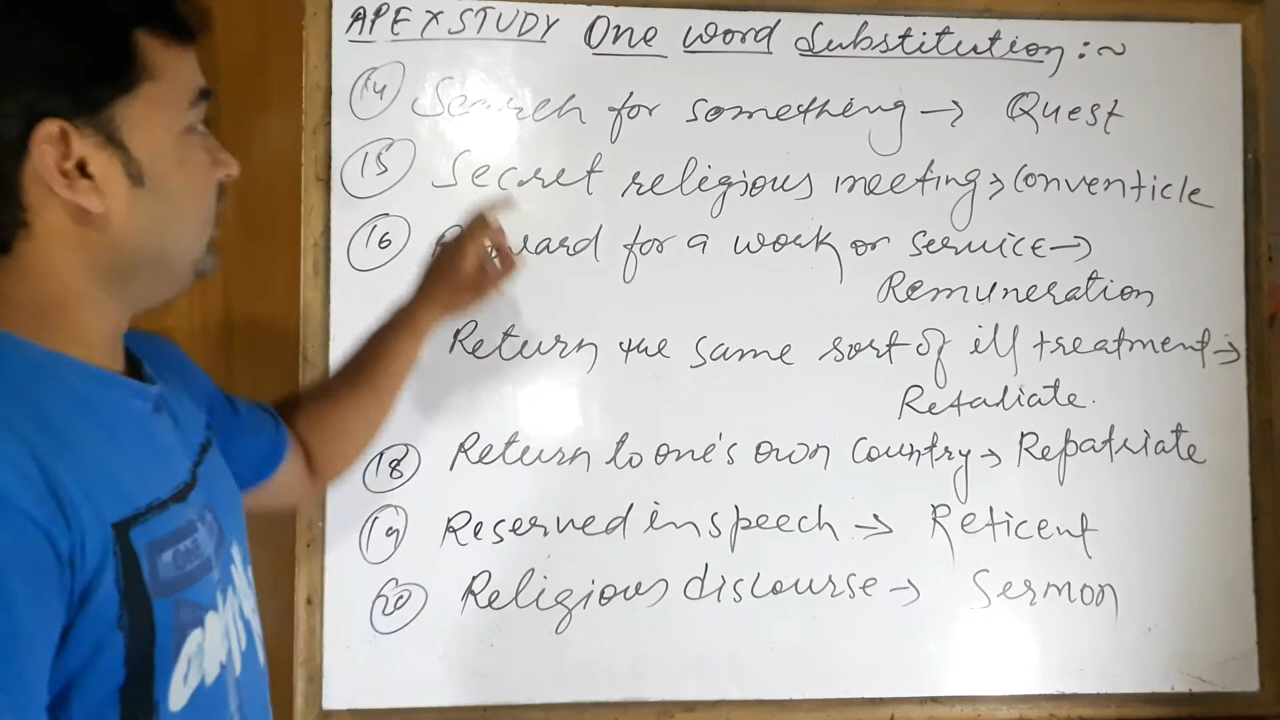 APEX STUDY One word Substitution :~
14 Search for something → Quest
15 Secret religious meeting → Conventicle
16 Reward for a work or service →
Remuneration
Return the same sort of ill treatment →
Retaliate.
18 Return to one's own country → Repatriate
19 Reserved in speech → Reticent
20 Religious discourse → Sermon
ONE